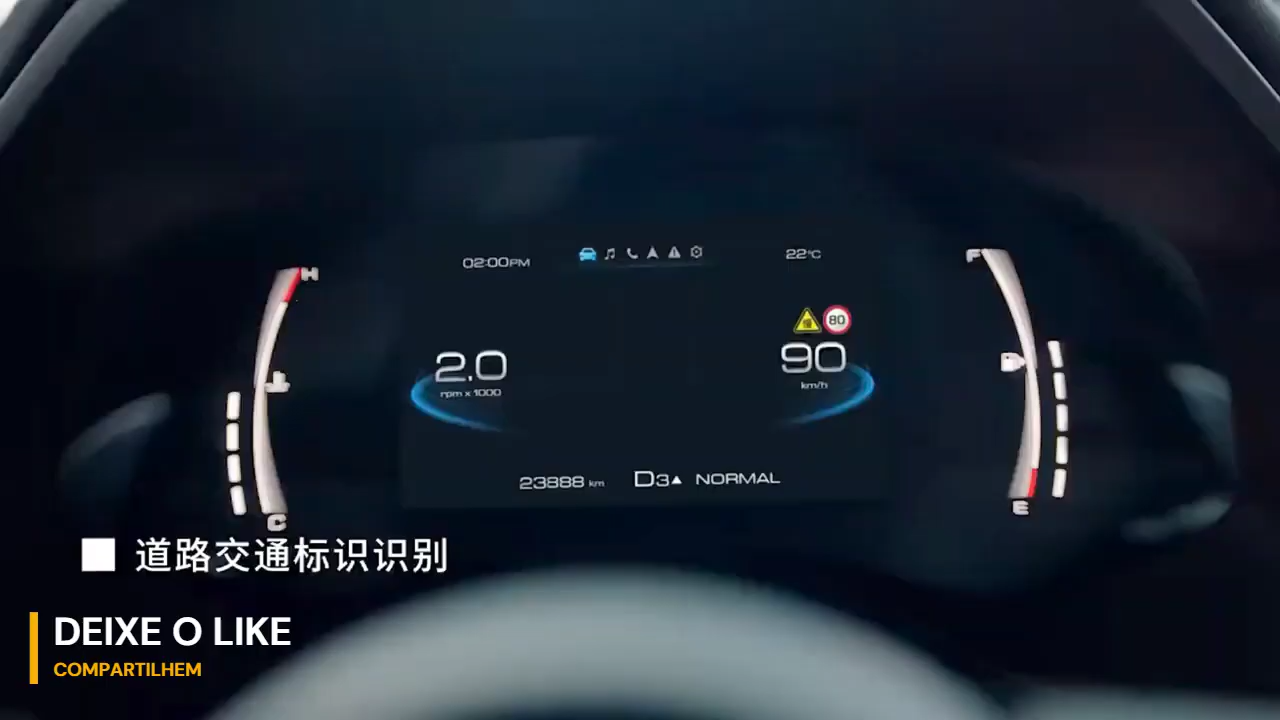 02:00PM
22°C
H
F
80
2.0
90
rpm x 1000
km/h
23888 km
D3▲ NORMAL
C
E
道路交通标识识别
DEIXE O LIKE
COMPARTILHEM